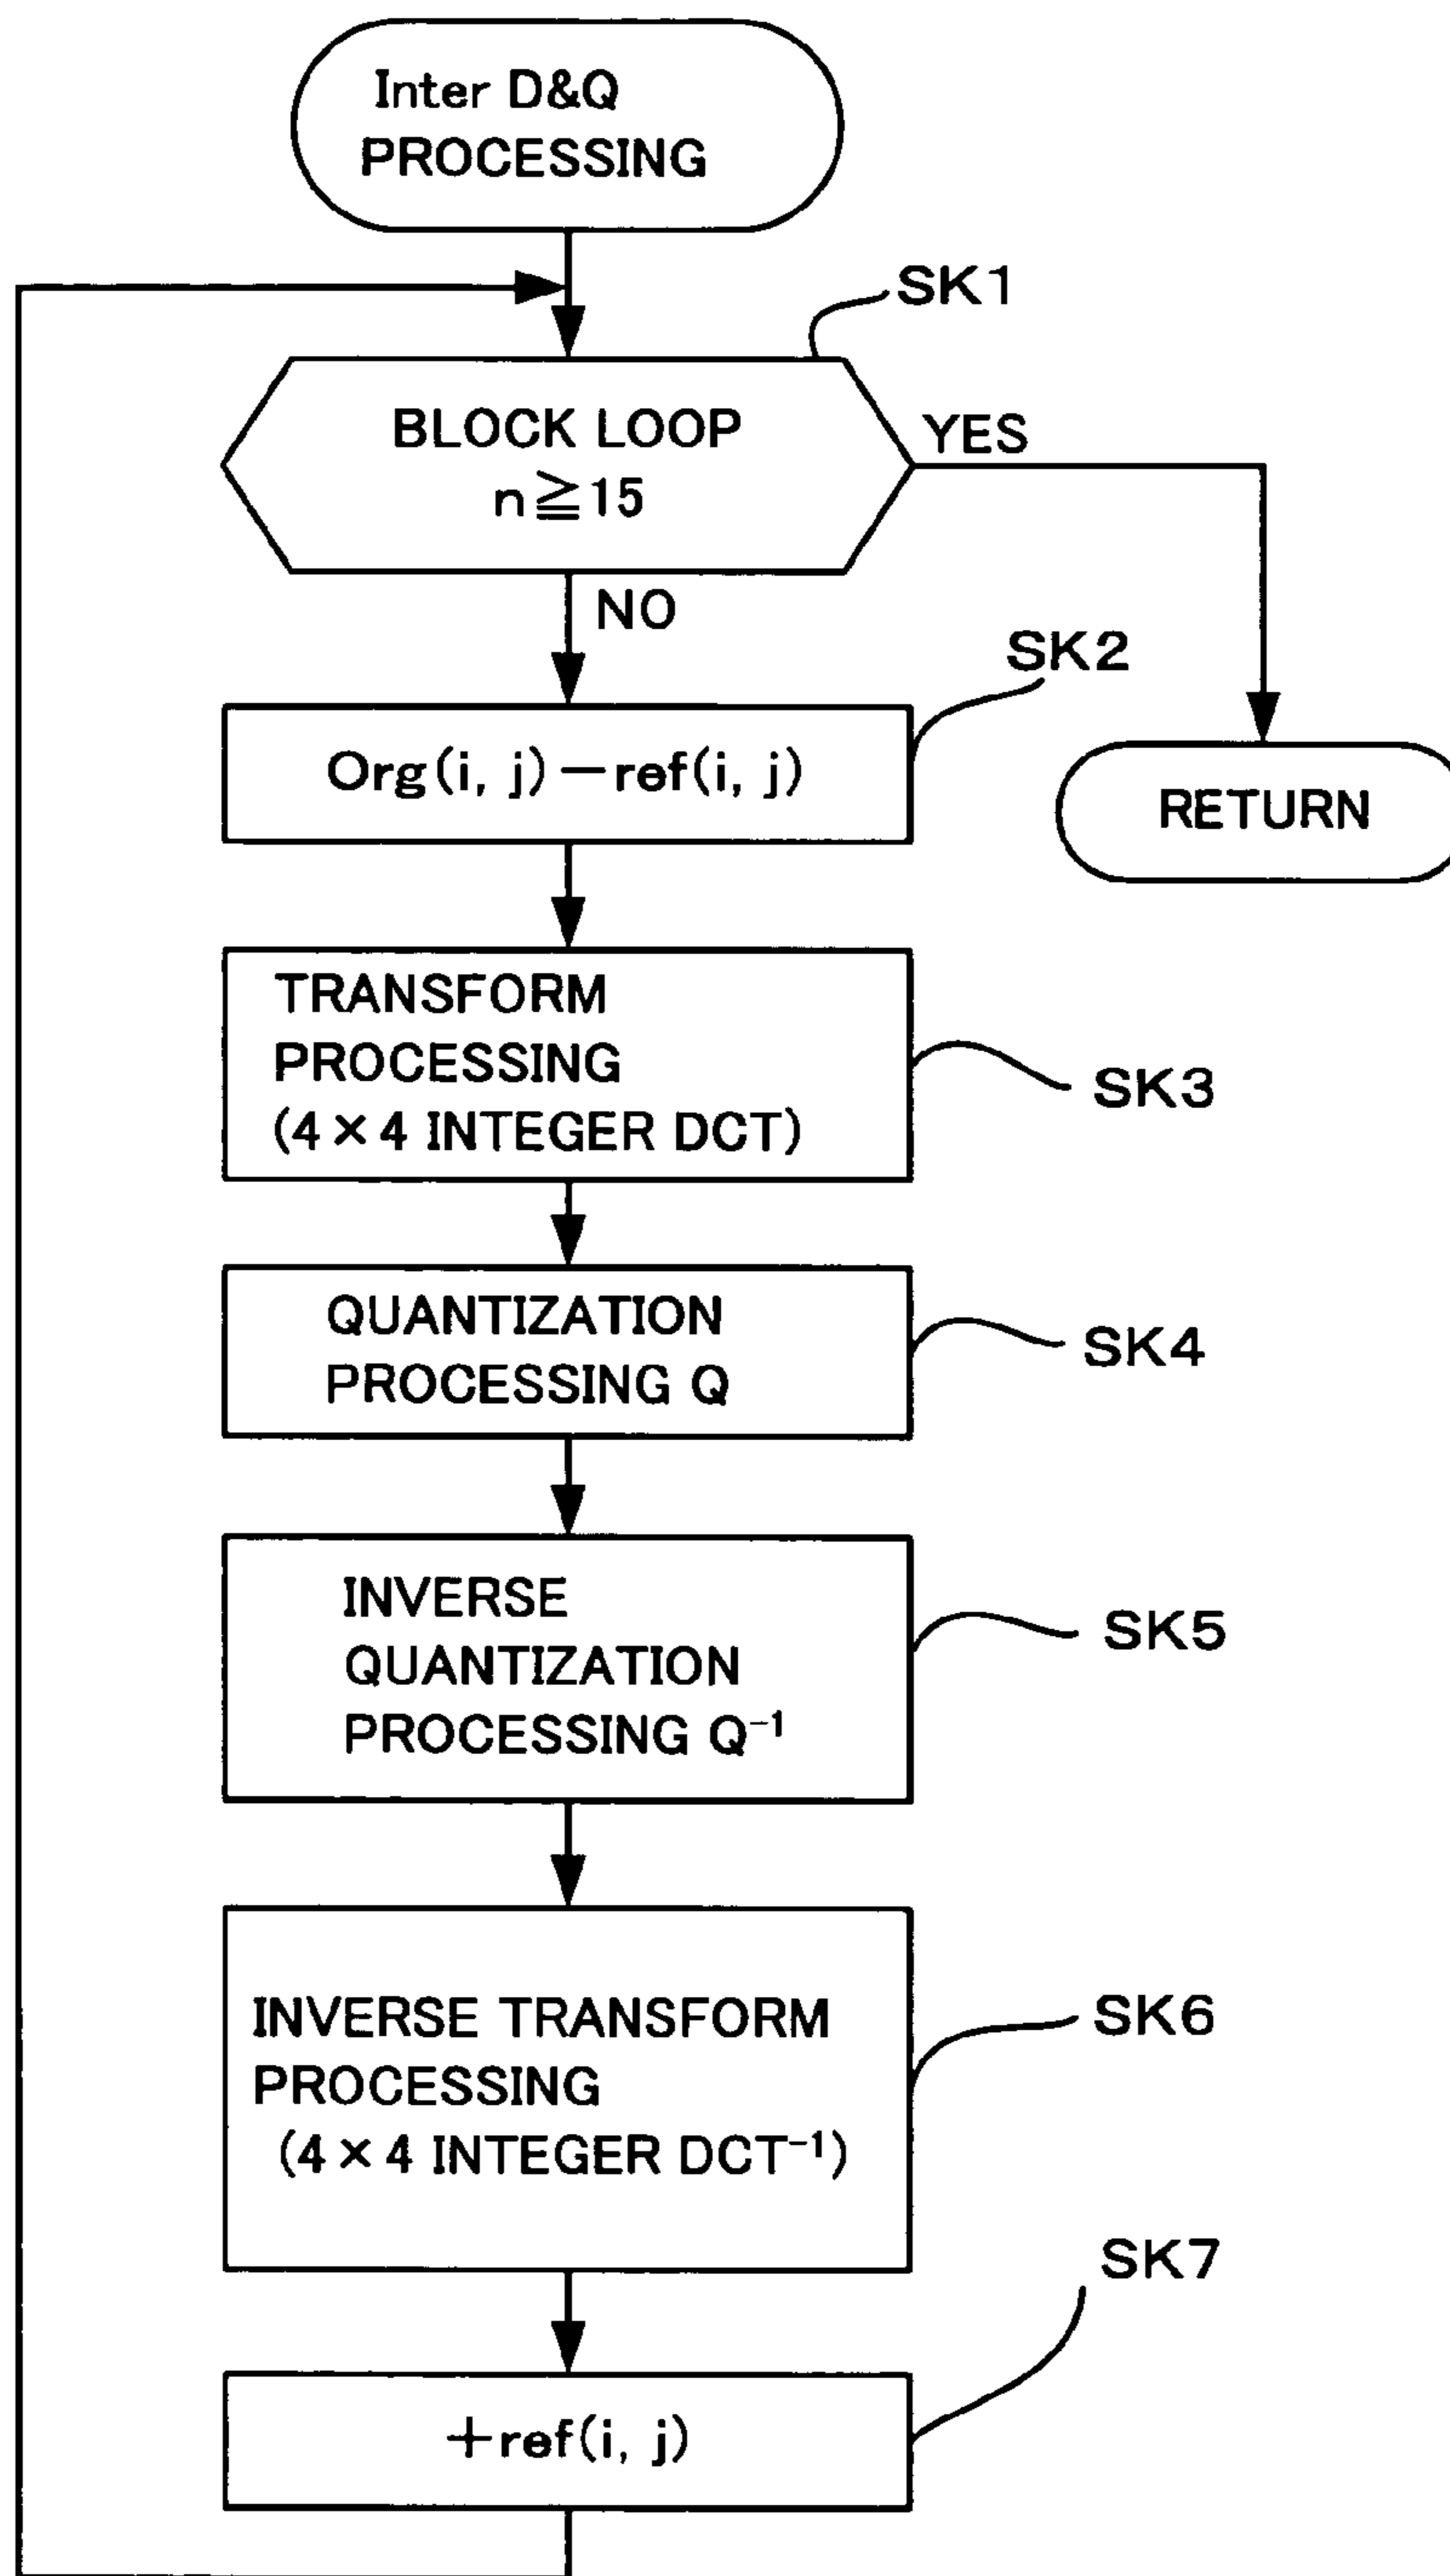 Inter D&Q
PROCESSING
SK1
BLOCK LOOP
n≧15
YES
NO
SK2
Org(i, j)−ref(i, j)
RETURN
TRANSFORM
PROCESSING
(4×4 INTEGER DCT)
SK3
QUANTIZATION
PROCESSING Q
SK4
INVERSE
QUANTIZATION
PROCESSING Q⁻¹
SK5
INVERSE TRANSFORM
PROCESSING
(4×4 INTEGER DCT⁻¹)
SK6
SK7
+ref(i, j)